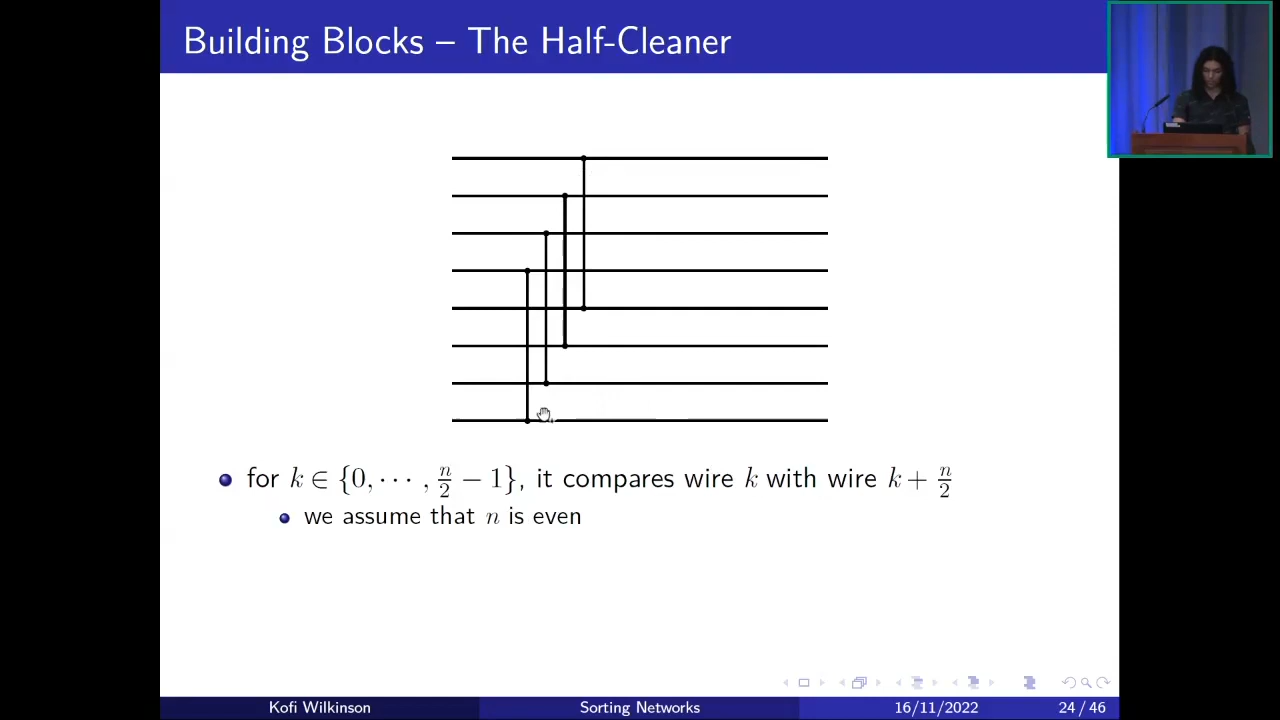 Building Blocks – The Half-Cleaner
for k ∈ {0, ⋯ , n/2 − 1}, it compares wire k with wire k + n/2
we assume that n is even
Kofi Wilkinson
Sorting Networks
16/11/2022
24 / 46